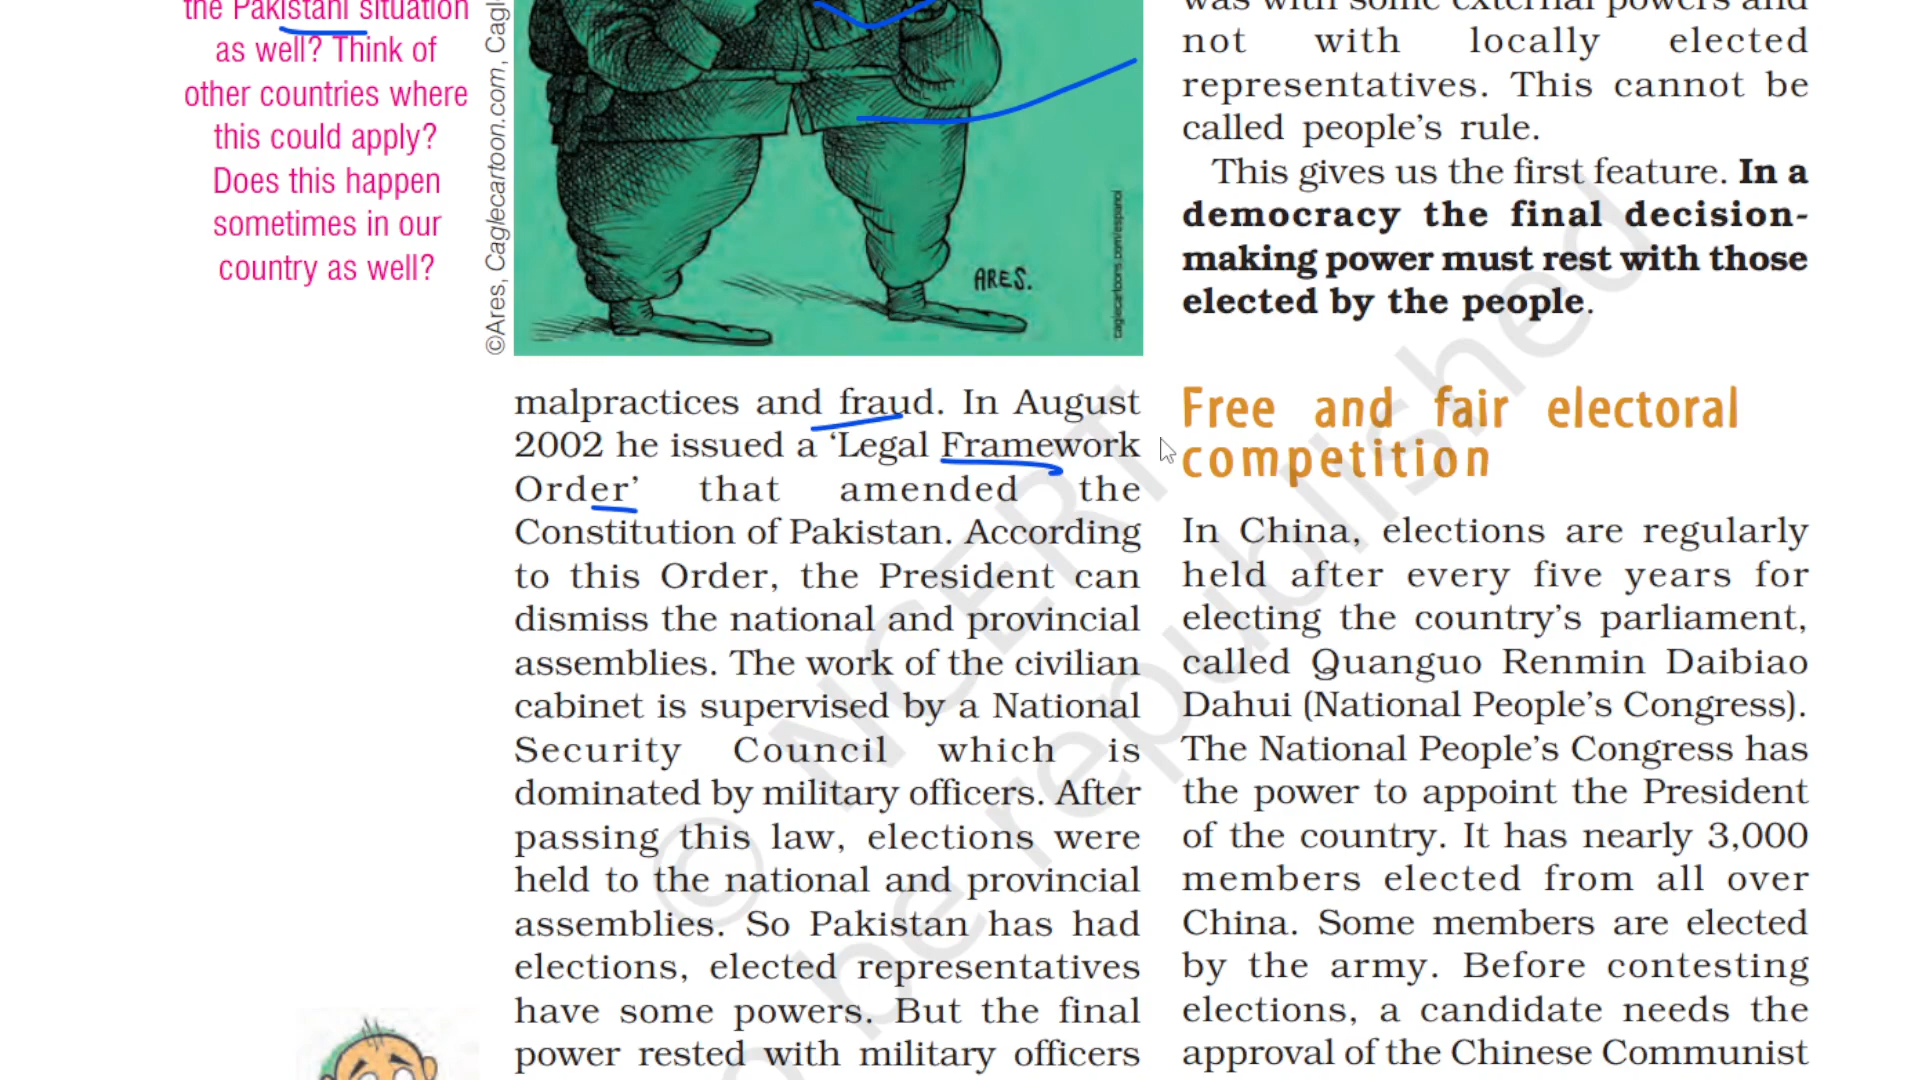 the Pakistani situation
as well? Think of
other countries where
this could apply?
Does this happen
sometimes in our
country as well?
©Ares, Caglecartoon.com, Cagl
ARES.
caglecartoons.com/espanol
malpractices and fraud. In August
2002 he issued a ‘Legal Framework
Order’ that amended the
Constitution of Pakistan. According
to this Order, the President can
dismiss the national and provincial
assemblies. The work of the civilian
cabinet is supervised by a National
Security Council which is
dominated by military officers. After
passing this law, elections were
held to the national and provincial
assemblies. So Pakistan has had
elections, elected representatives
have some powers. But the final
power rested with military officers
was with some external powers and
not with locally elected
representatives. This cannot be
called people’s rule.
This gives us the first feature. In a
democracy the final decision-
making power must rest with those
elected by the people.
Free and fair electoral
competition
In China, elections are regularly
held after every five years for
electing the country’s parliament,
called Quanguo Renmin Daibiao
Dahui (National People’s Congress).
The National People’s Congress has
the power to appoint the President
of the country. It has nearly 3,000
members elected from all over
China. Some members are elected
by the army. Before contesting
elections, a candidate needs the
approval of the Chinese Communist
© NCERT
be republished